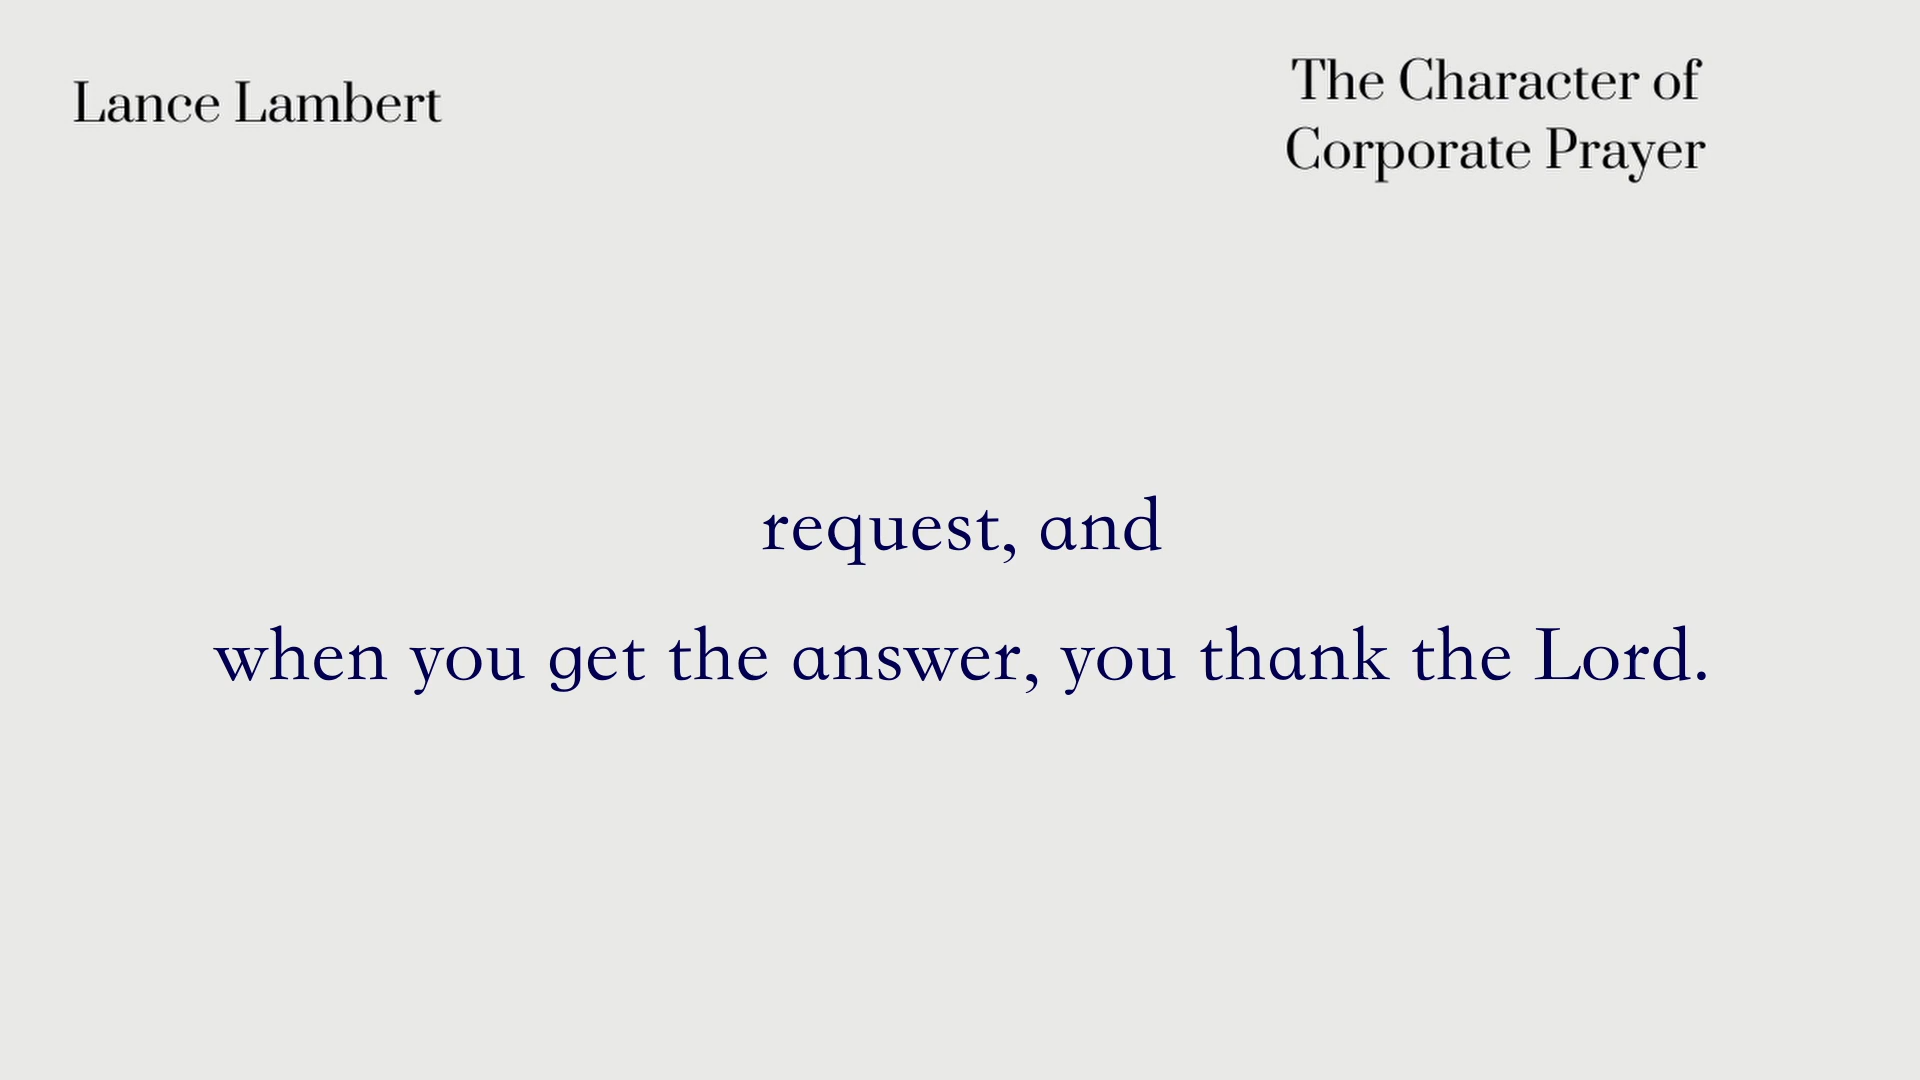 Lance Lambert
The Character of
Corporate Prayer
request, and
when you get the answer, you thank the Lord.